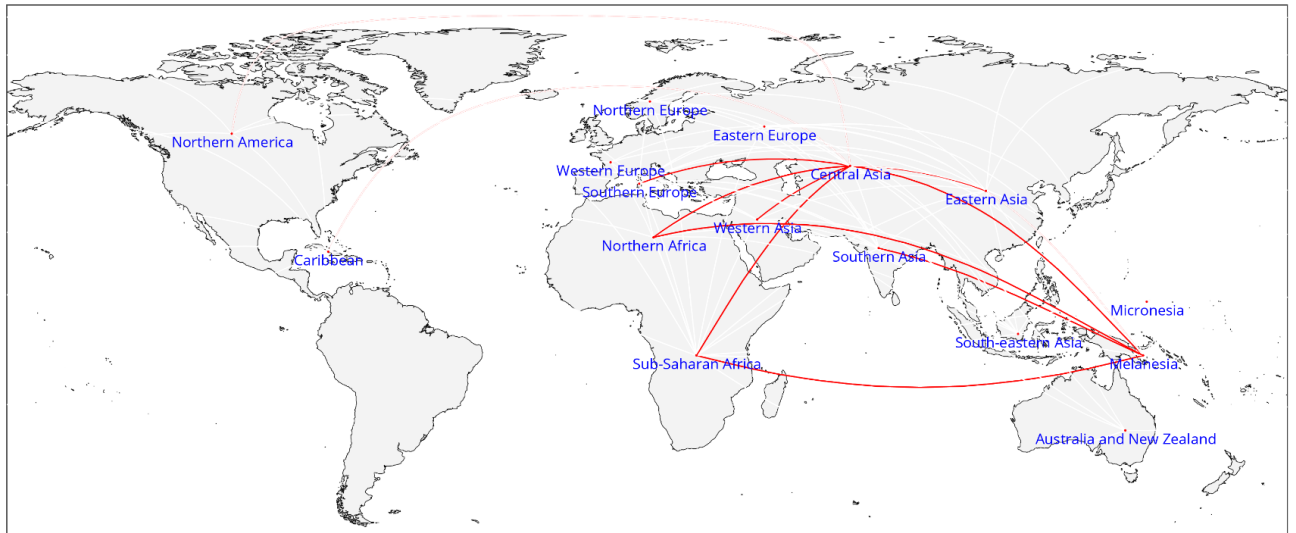 Northern Europe
Eastern Europe
Northern America
Western Europe
Central Asia
Southern Europe
Eastern Asia
Western Asia
Northern Africa
Southern Asia
Caribbean
Micronesia
South-eastern Asia
Sub-Saharan Africa
Melanesia
Australia and New Zealand